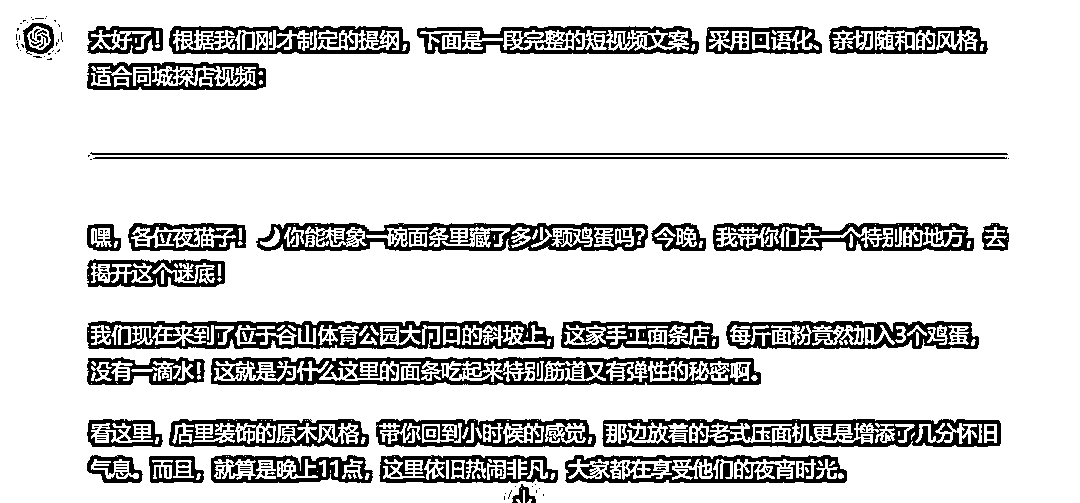 太好了！根据我们刚才制定的提纲，下面是一段完整的短视频文案，采用口语化、亲切随和的风格，
适合同城探店视频：
嘿，各位夜猫子！🌙你能想象一碗面条里藏了多少颗鸡蛋吗？今晚，我带你们去一个特别的地方，去
揭开这个谜底！
我们现在来到了位于谷山体育公园大门口的斜坡上，这家手工面条店，每斤面粉竟然加入3个鸡蛋，
没有一滴水！这就是为什么这里的面条吃起来特别筋道又有弹性的秘密啊。
看这里，店里装饰的原木风格，带你回到小时候的感觉，那边放着的老式压面机更是增添了几分怀旧
气息。而且，就算是晚上11点，这里依旧热闹非凡，大家都在享受他们的夜宵时光。